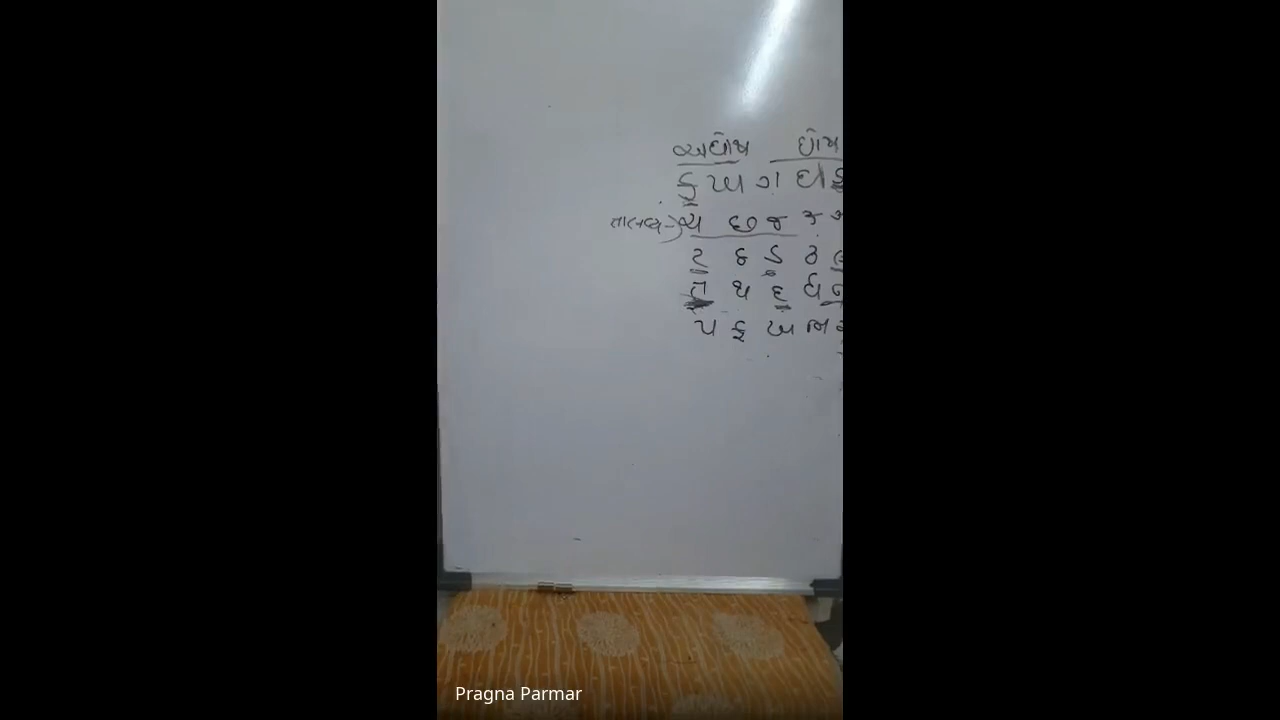 અઘોષ ઘોષ
ક ખ ગ ઘ ઙ
તાલવ્ય-> ચ છ જ ઝ
ટ ઠ ડ ઢ ણ
ત થ દ ધ ન
પ ફ બ ભ મ
Pragna Parmar